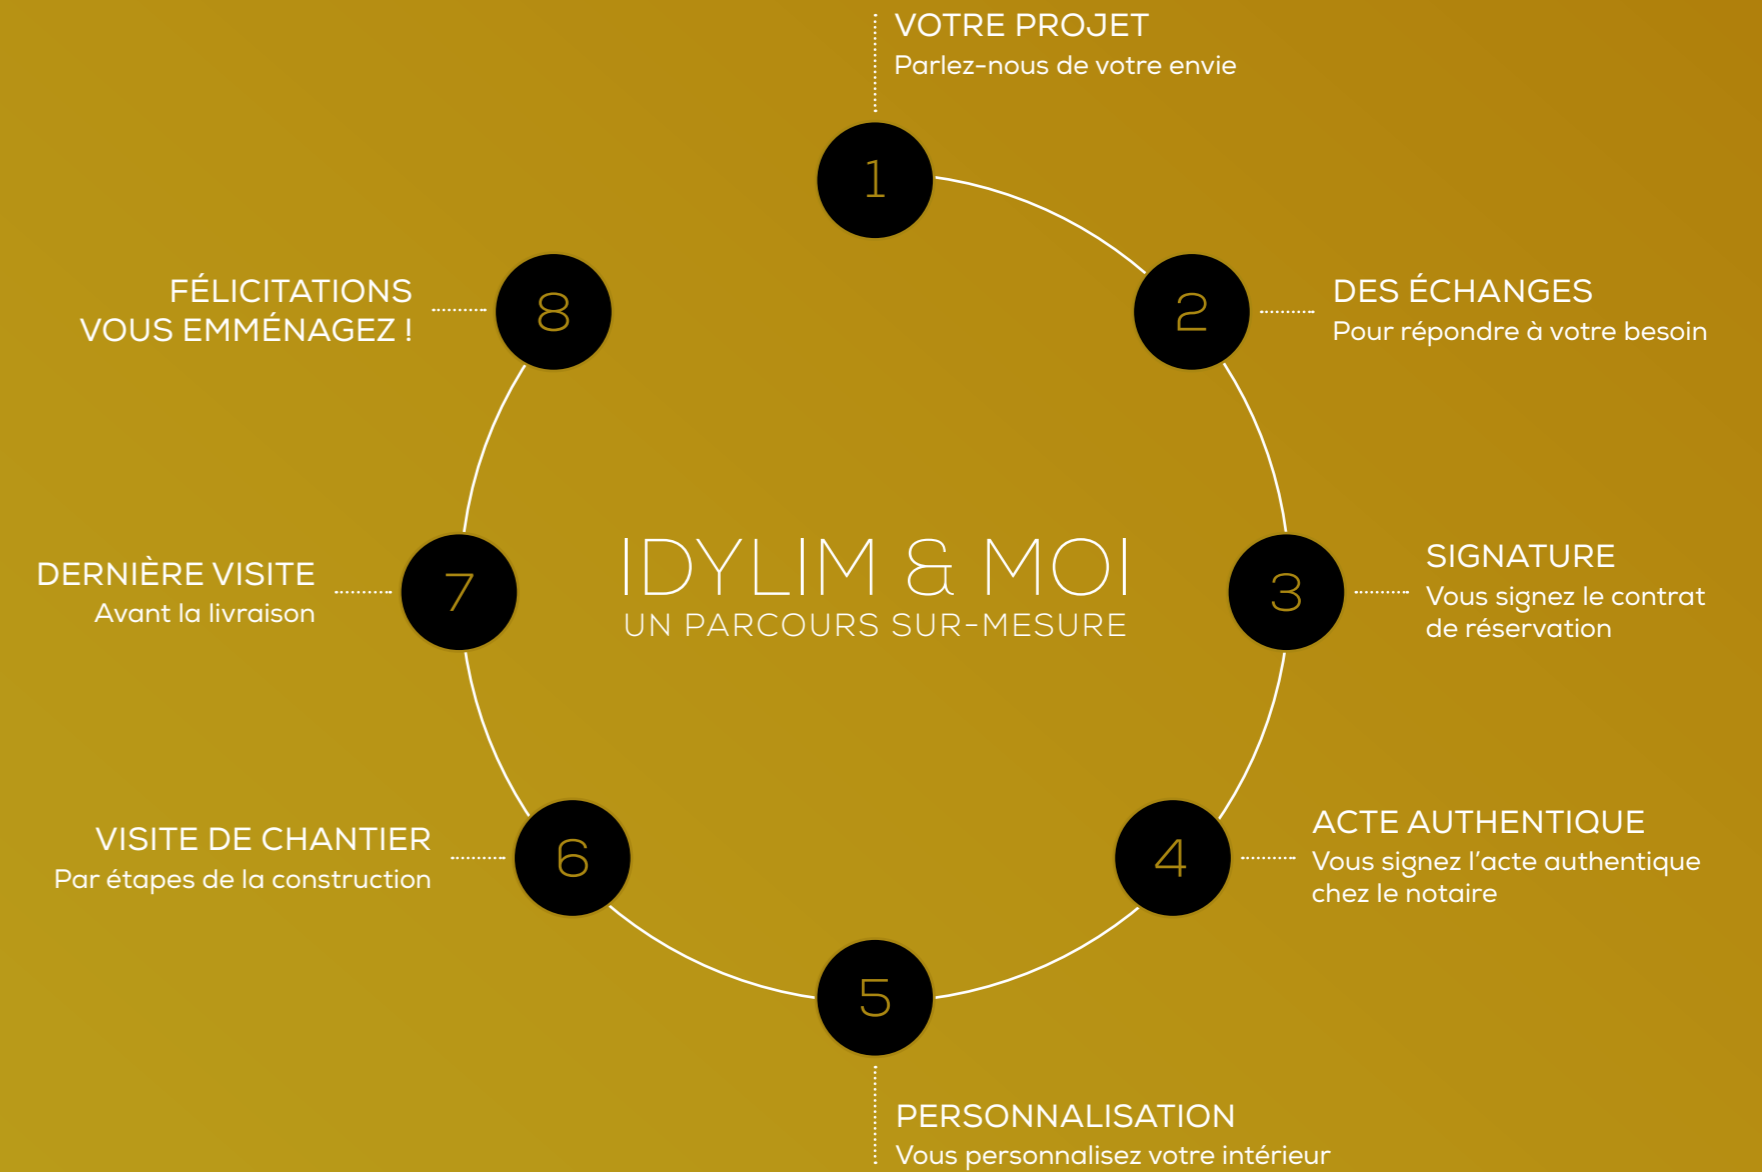 VOTRE PROJET
Parlez-nous de votre envie
1
2
DES ÉCHANGES
Pour répondre à votre besoin
3
SIGNATURE
Vous signez le contrat
de réservation
4
ACTE AUTHENTIQUE
Vous signez l'acte authentique
chez le notaire
5
PERSONNALISATION
Vous personnalisez votre intérieur
6
VISITE DE CHANTIER
Par étapes de la construction
7
DERNIÈRE VISITE
Avant la livraison
8
FÉLICITATIONS
VOUS EMMÉNAGEZ !
IDYLIM & MOI
UN PARCOURS SUR-MESURE